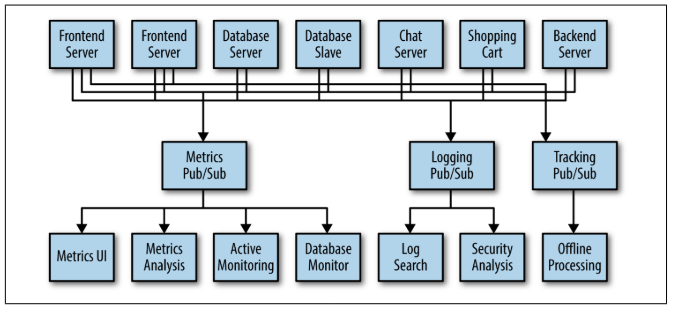 Frontend
Server
Frontend
Server
Database
Server
Database
Slave
Chat
Server
Shopping
Cart
Backend
Server
Metrics
Pub/Sub
Logging
Pub/Sub
Tracking
Pub/Sub
Metrics UI
Metrics
Analysis
Active
Monitoring
Database
Monitor
Log
Search
Security
Analysis
Offline
Processing